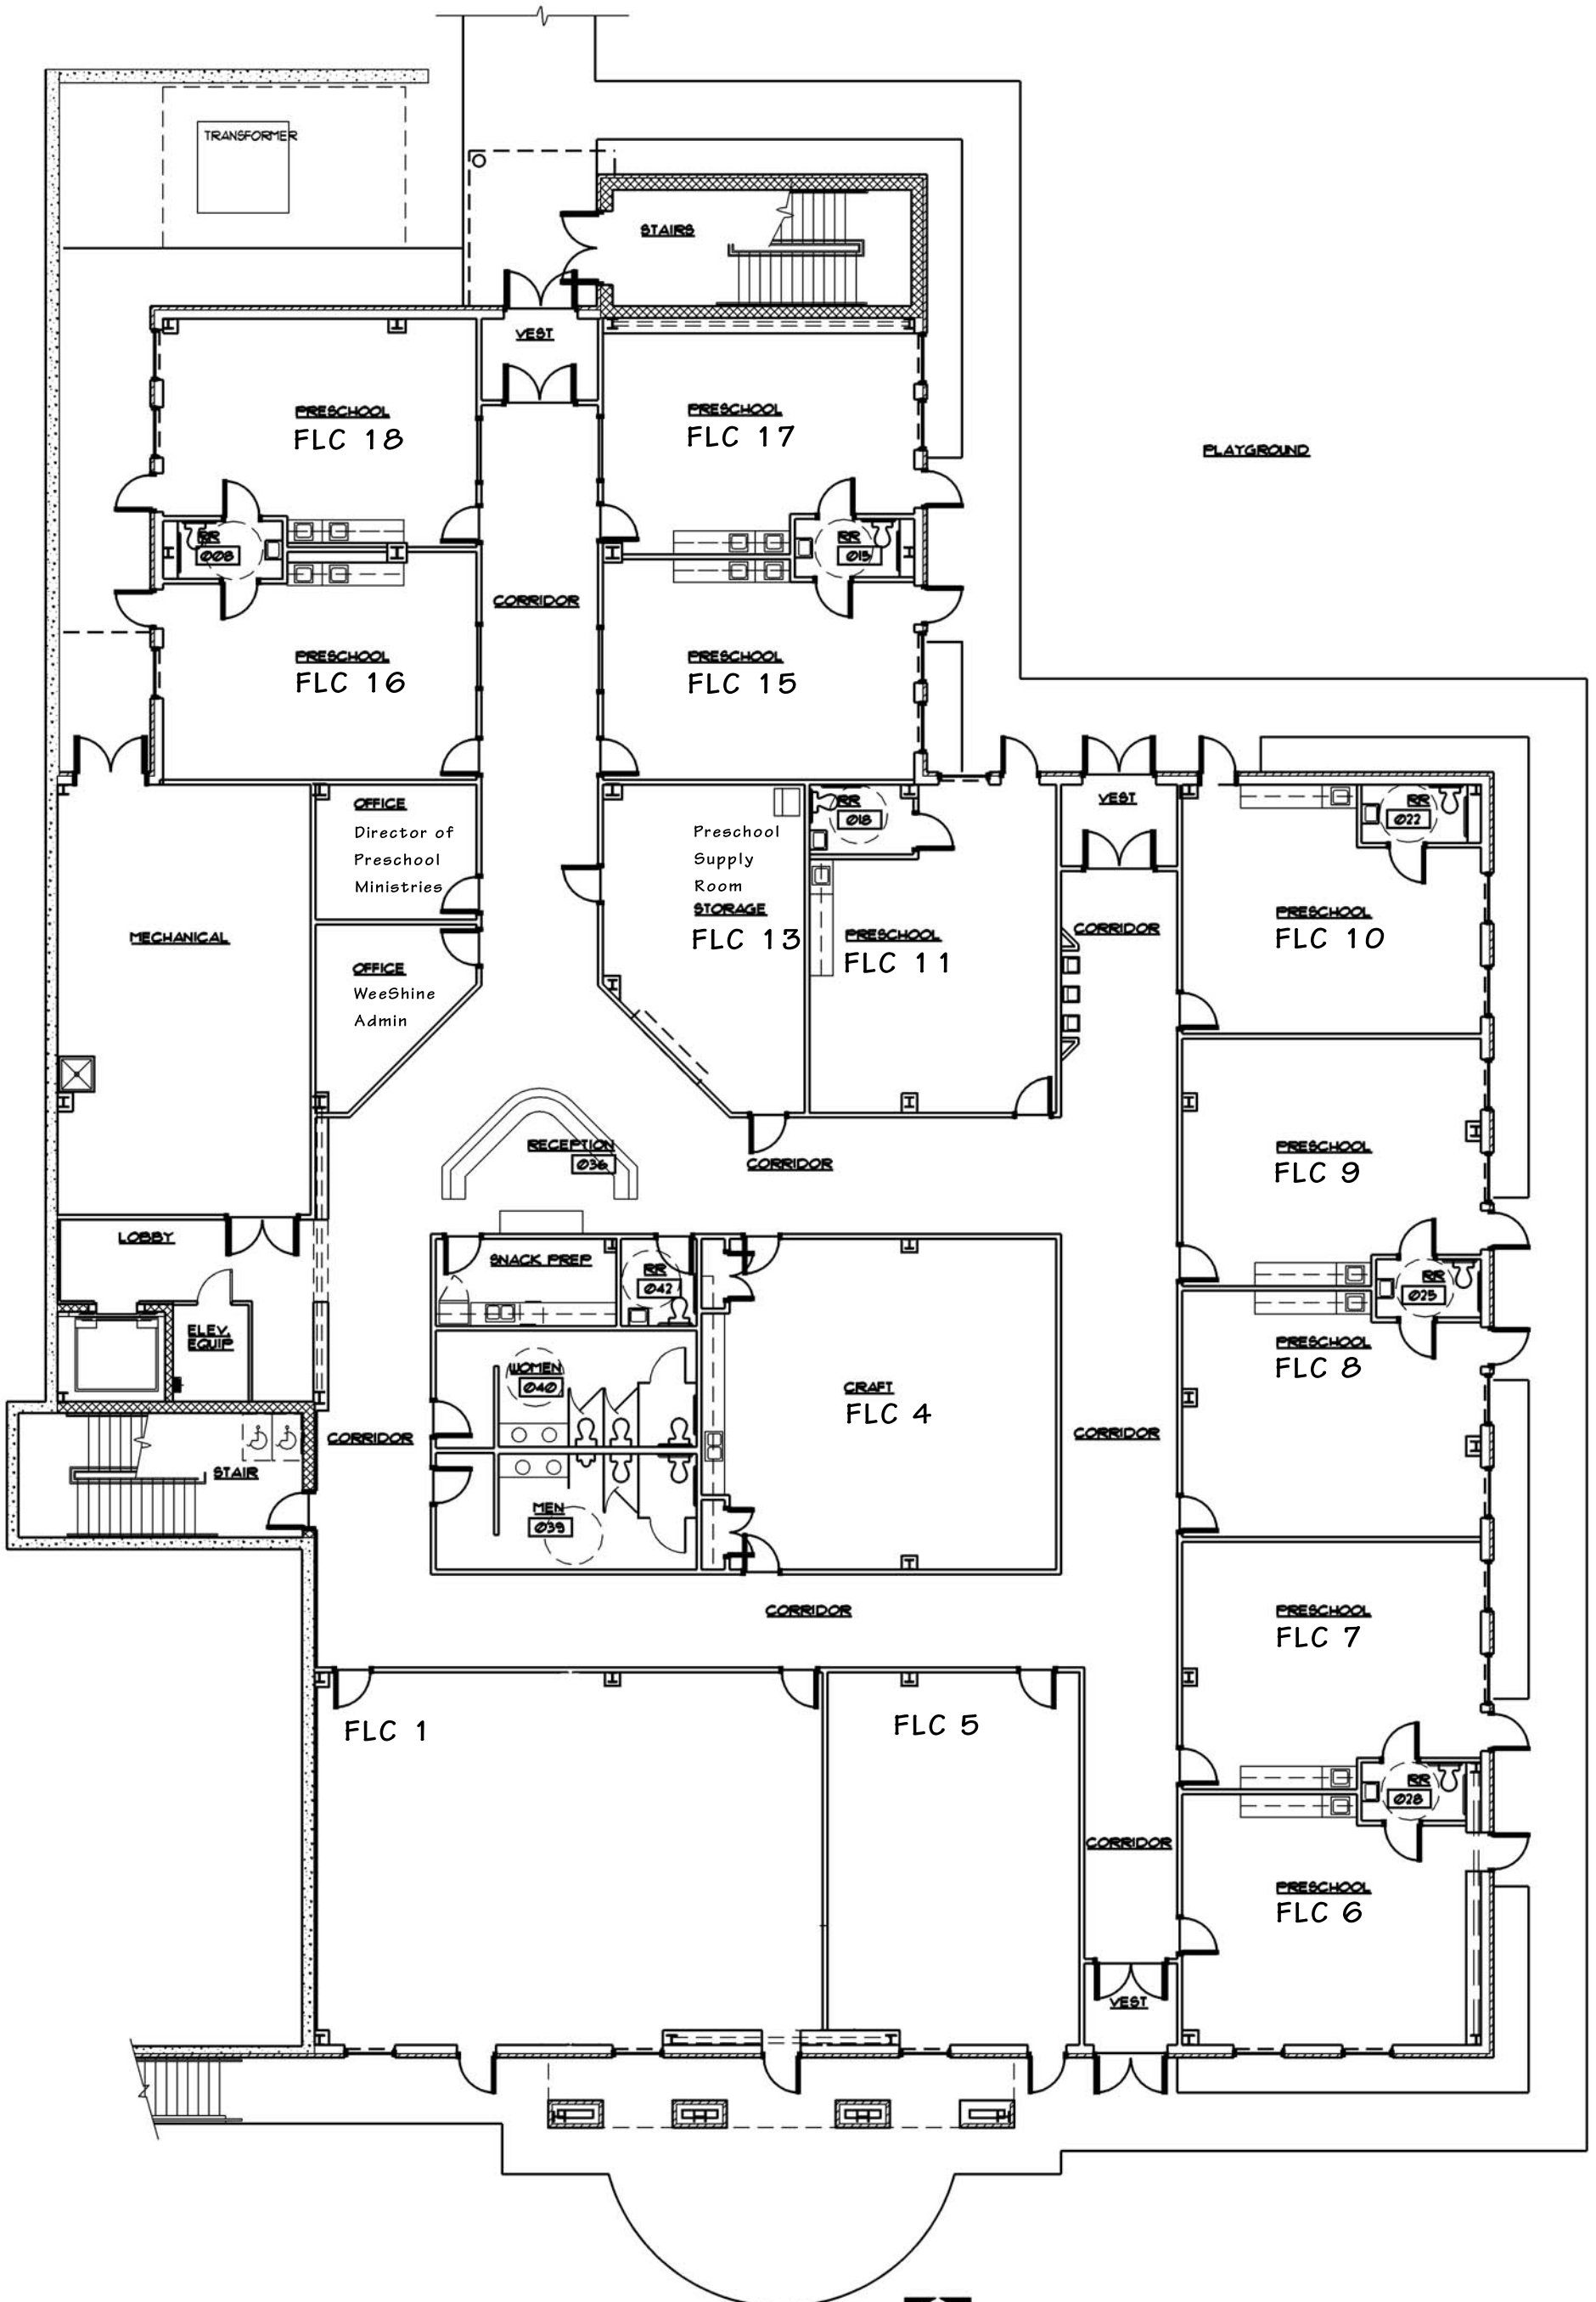 TRANSFORMER
STAIRS
VEST
PRESCHOOL
FLC 18
PRESCHOOL
FLC 17
PLAYGROUND
RR
008
RR
013
CORRIDOR
PRESCHOOL
FLC 16
PRESCHOOL
FLC 15
OFFICE
Director of
Preschool
Ministries
Preschool
Supply
Room
STORAGE
FLC 13
RR
018
VEST
RR
022
MECHANICAL
PRESCHOOL
FLC 11
CORRIDOR
PRESCHOOL
FLC 10
OFFICE
WeeShine
Admin
RECEPTION
036
CORRIDOR
PRESCHOOL
FLC 9
LOBBY
SNACK PREP
RR
042
RR
025
ELEV.
EQUIP
WOMEN
040
CRAFT
FLC 4
PRESCHOOL
FLC 8
CORRIDOR
CORRIDOR
STAIR
MEN
039
CORRIDOR
PRESCHOOL
FLC 7
FLC 1
FLC 5
RR
028
CORRIDOR
PRESCHOOL
FLC 6
VEST